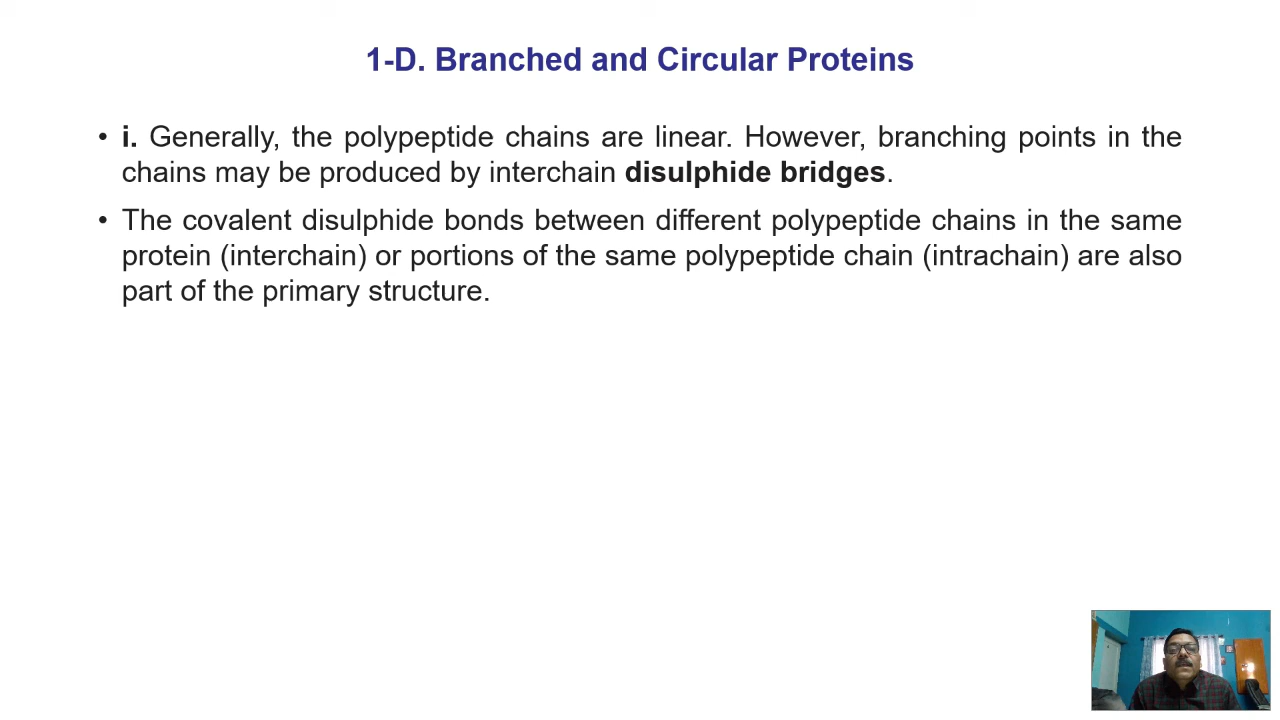 1-D. Branched and Circular Proteins
• i. Generally, the polypeptide chains are linear. However, branching points in the
chains may be produced by interchain disulphide bridges.
• The covalent disulphide bonds between different polypeptide chains in the same
protein (interchain) or portions of the same polypeptide chain (intrachain) are also
part of the primary structure.